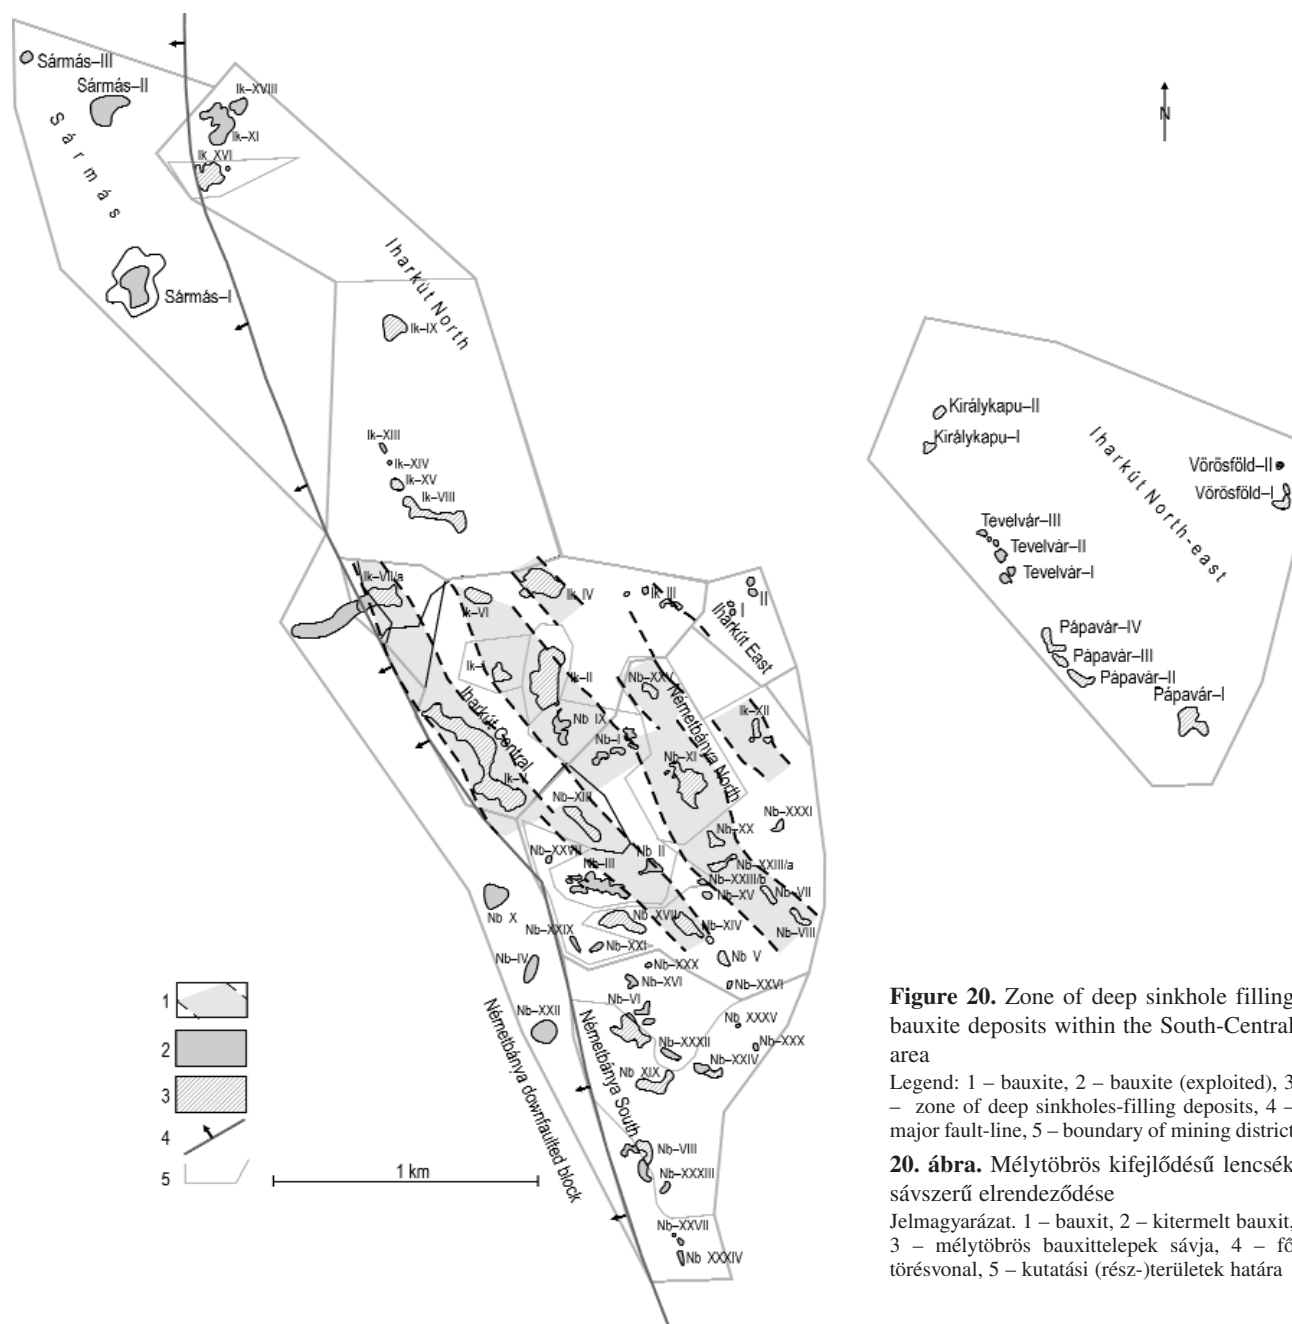 Sármás–III
Sármás–II
Sármás
Sármás–I
Ik–XVIII
Ik–XI
Ik XVI
N
Iharkút North
Ik–IX
Ik–XIII
Ik–XIV
Ik–XV
Ik–VIII
Királykapu–II
Királykapu–I
Iharkút North-east
Vörösföld–II
Vörösföld–I
Tevelvár–III
Tevelvár–II
Tevelvár–I
Pápavár–IV
Pápavár–III
Pápavár–II
Pápavár–I
Ik–VII/a
Ik–VI
Ik IV
Ik III
II
I
Iharkút East
Ik–I
Ik–II
Nb–XXV
Németbánya North
Ik–XII
Iharkút Central
Nb IX
Nb–I
Nb–XI
Ik–V
Nb–XIII
Nb–XXXI
Nb–XX
Nb–XXVII
Nb–III
Nb II
Nb–XXIII/a
Nb–XXIII/b
Nb–XV
Nb–VII
Nb–VIII
Nb X
Nb XVII
Nb–XIV
Nb–XXIX
Nb–XXI
Nb V
Nb–IV
Nb–XXX
Nb–XVI
Nb–XXVI
Nb–XXII
Nb–VI
Nb XXXV
Nb–XXX
Nb–XXXII
Nb–XXIV
Nb XIX
Németbánya South
Németbánya downfaulted block
Nb–VIII
Nb–XXXIII
Nb–XXVII
Nb XXXIV
1
2
3
4
5
1 km
Figure 20. Zone of deep sinkhole filling
bauxite deposits within the South-Central
area
Legend: 1 – bauxite, 2 – bauxite (exploited), 3
– zone of deep sinkholes-filling deposits, 4 –
major fault-line, 5 – boundary of mining district
20. ábra. Mélytöbrös kifejlődésű lencsék
sávszerű elrendeződése
Jelmagyarázat. 1 – bauxit, 2 – kitermelt bauxit,
3 – mélytöbrös bauxittelepek sávja, 4 – fő
törésvonal, 5 – kutatási (rész-)területek határa